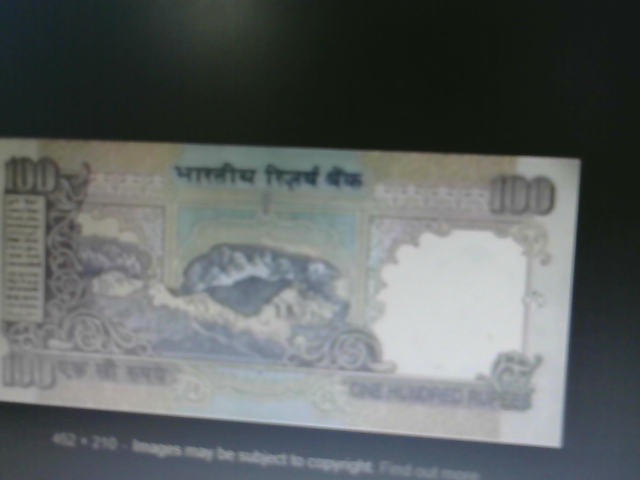 100 भारतीय रिज़र्व बैंक 100
100 एक सौ रुपये ONE HUNDRED RUPEES
452 × 210 - Images may be subject to copyright. Find out more